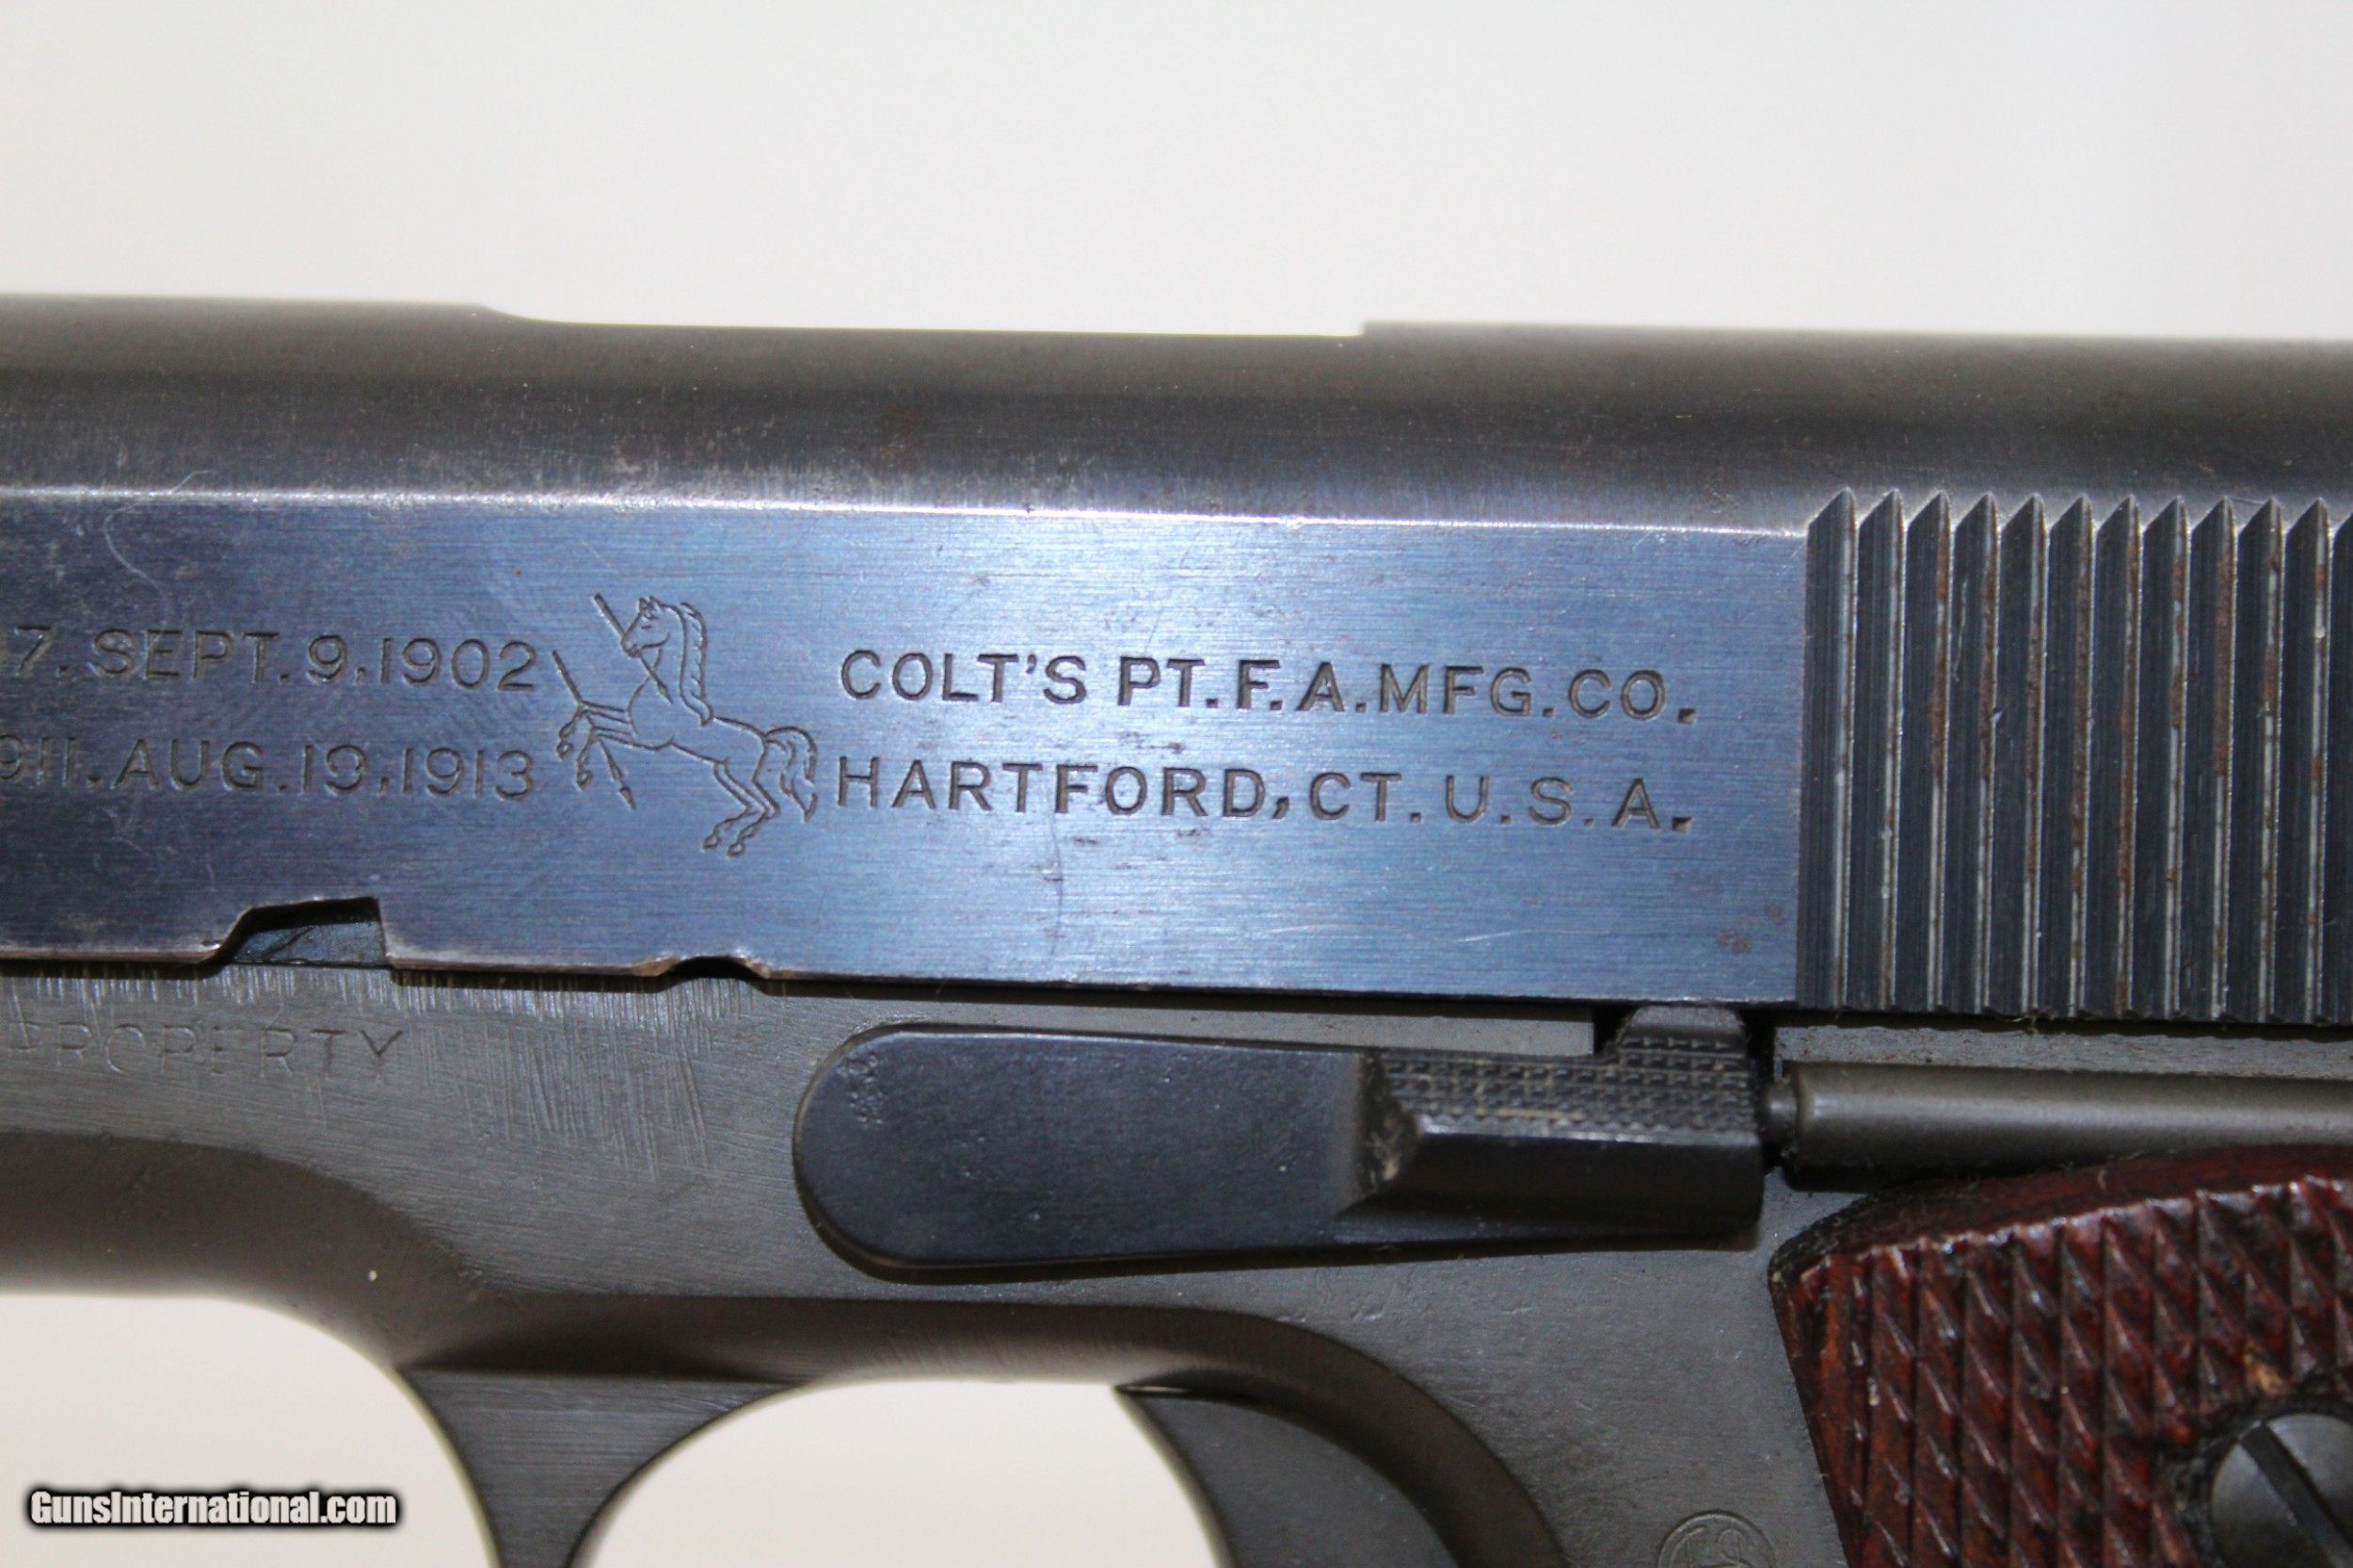 7. SEPT. 9, 1902
911. AUG. 19, 1913
COLT'S PT. F. A. MFG. CO.
HARTFORD, CT. U. S. A.
PROPERTY
GunsInternational.com